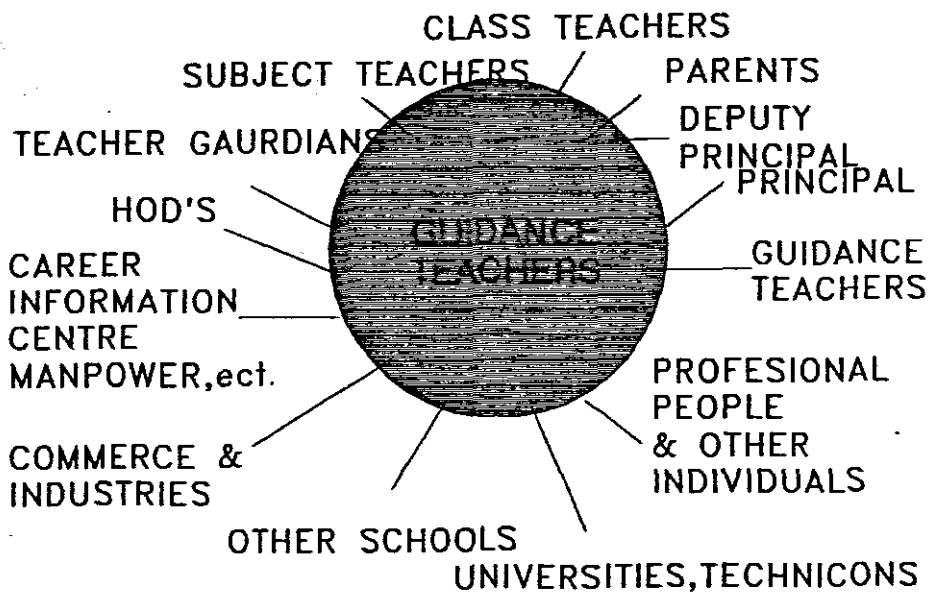 CLASS TEACHERS
SUBJECT TEACHERS
PARENTS
TEACHER GAURDIANS
DEPUTY
PRINCIPAL
PRINCIPAL
HOD'S
GUIDANCE
TEACHERS
GUIDANCE
TEACHERS
CAREER
INFORMATION
CENTRE
MANPOWER,ect.
PROFESIONAL
PEOPLE
& OTHER
INDIVIDUALS
COMMERCE &
INDUSTRIES
OTHER SCHOOLS
UNIVERSITIES,TECHNICONS